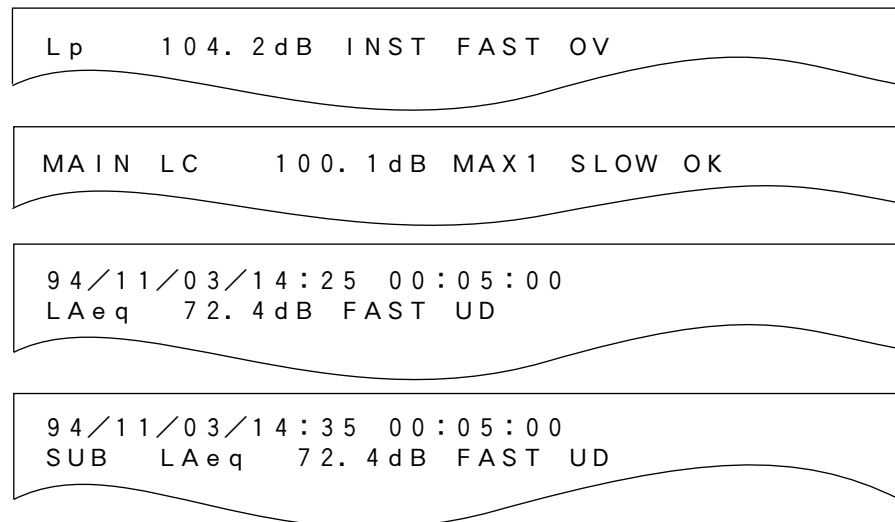 Lp 104.2dB INST FAST OV
MAIN LC 100.1dB MAX1 SLOW OK
94/11/03/14:25 00:05:00
LAeq 72.4dB FAST UD
94/11/03/14:35 00:05:00
SUB LAeq 72.4dB FAST UD